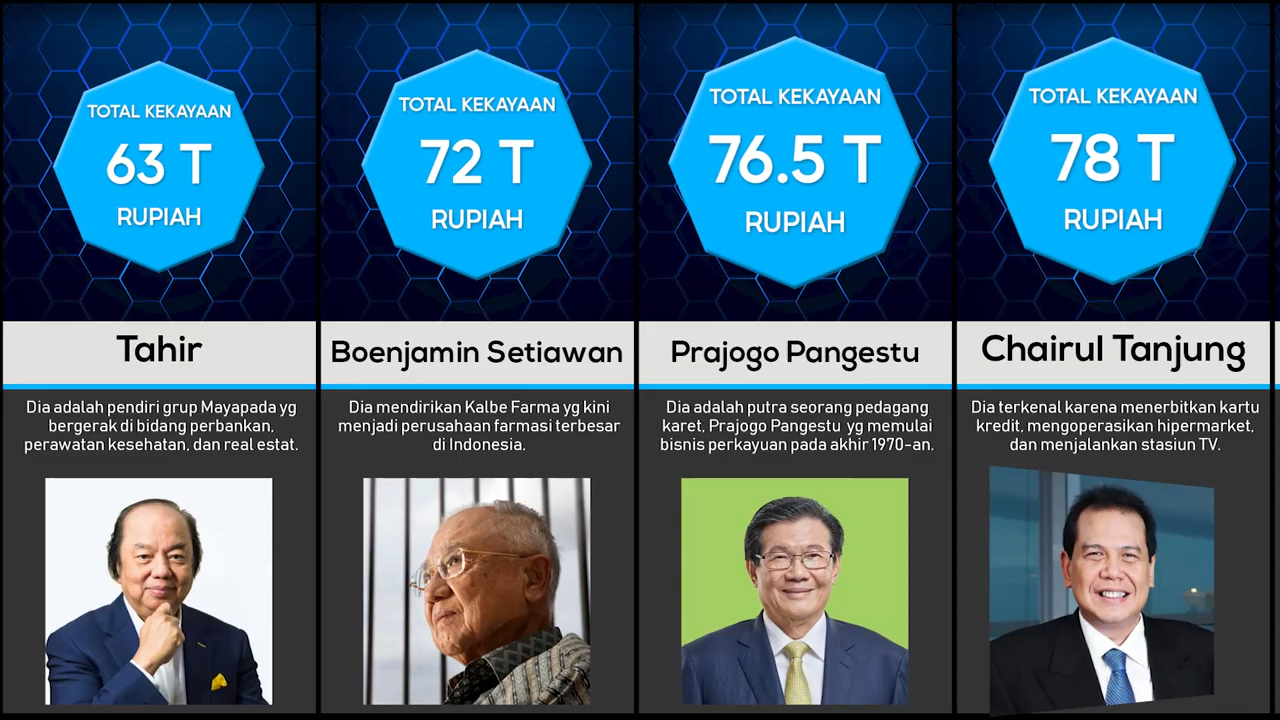 TOTAL KEKAYAAN
63 T
RUPIAH
Tahir
Dia adalah pendiri grup Mayapada yg
bergerak di bidang perbankan,
perawatan kesehatan, dan real estat.
TOTAL KEKAYAAN
72 T
RUPIAH
Boenjamin Setiawan
Dia mendirikan Kalbe Farma yg kini
menjadi perusahaan farmasi terbesar
di Indonesia.
TOTAL KEKAYAAN
76.5 T
RUPIAH
Prajogo Pangestu
Dia adalah putra seorang pedagang
karet, Prajogo Pangestu yg memulai
bisnis perkayuan pada akhir 1970-an.
TOTAL KEKAYAAN
78 T
RUPIAH
Chairul Tanjung
Dia terkenal karena menerbitkan kartu
kredit, mengoperasikan hipermarket,
dan menjalankan stasiun TV.